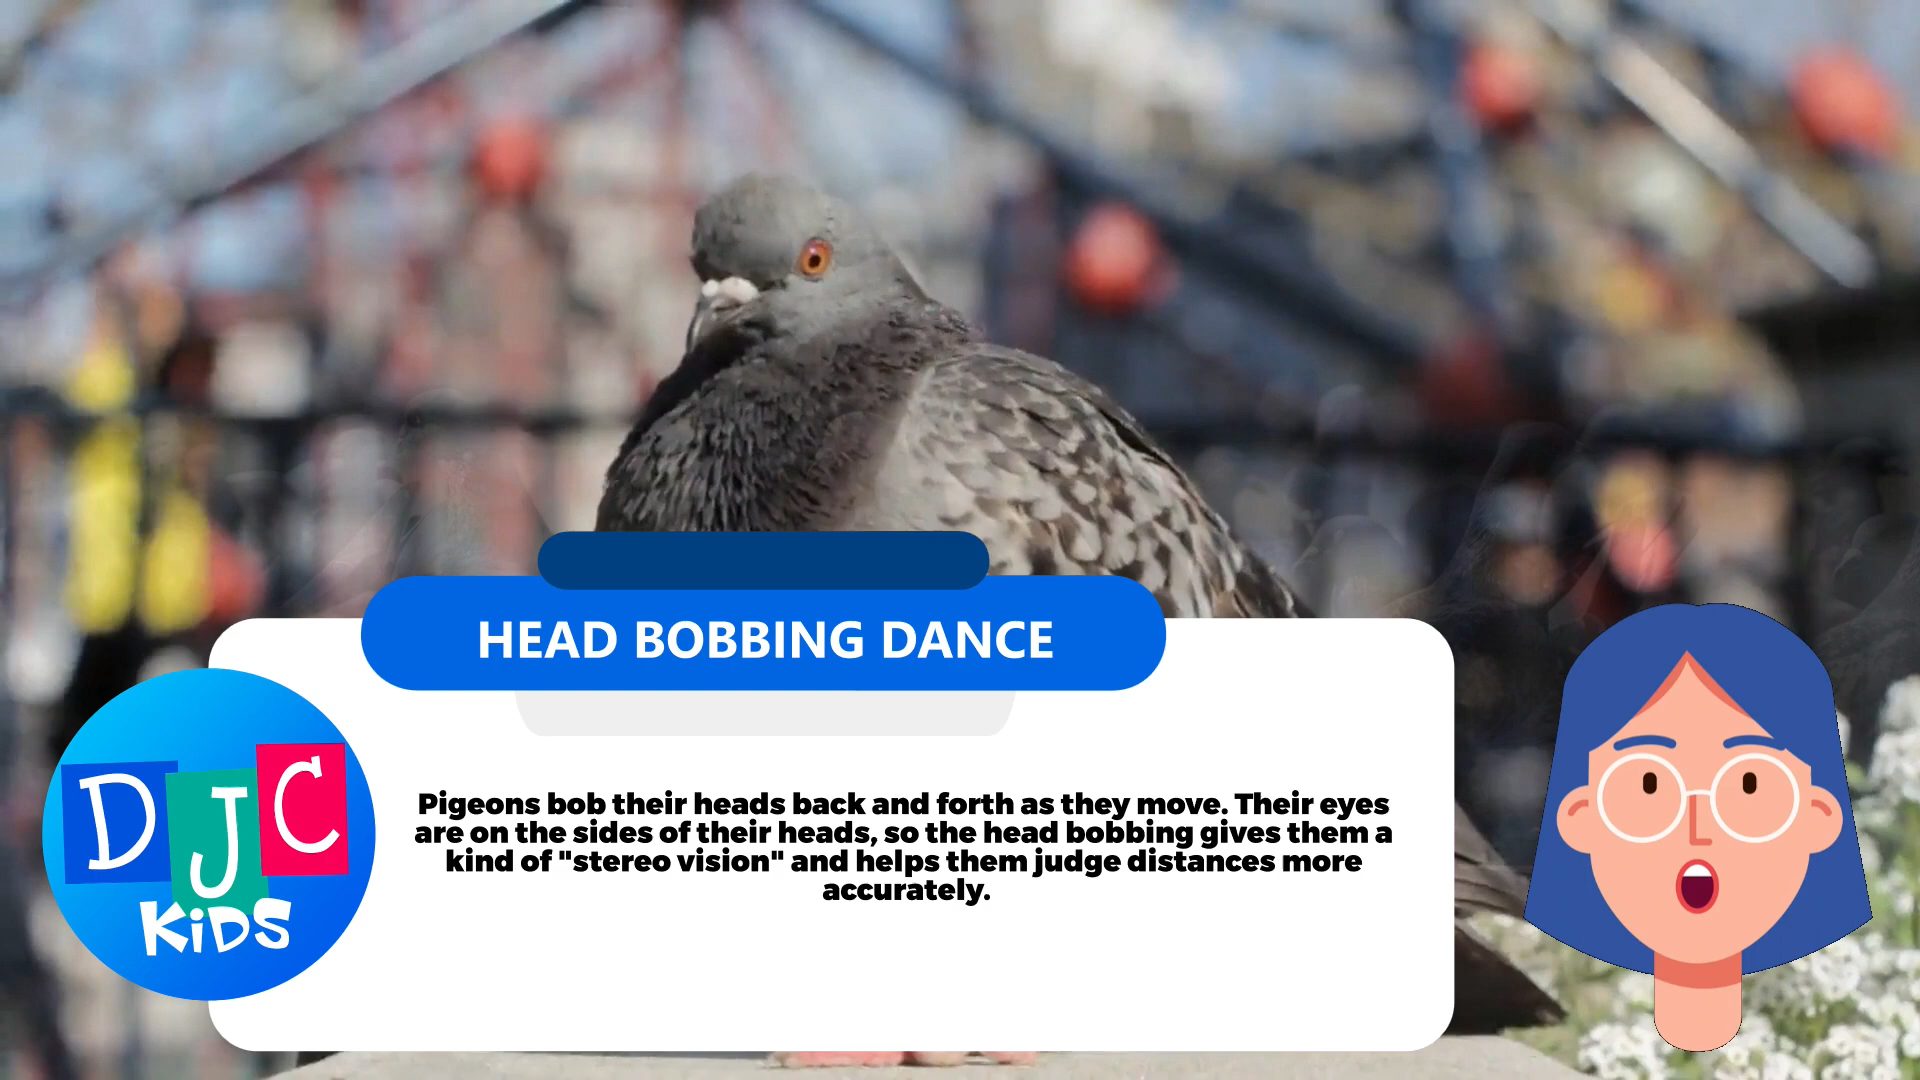 HEAD BOBBING DANCE
DJC
KiDS
Pigeons bob their heads back and forth as they move. Their eyes
are on the sides of their heads, so the head bobbing gives them a
kind of "stereo vision" and helps them judge distances more
accurately.